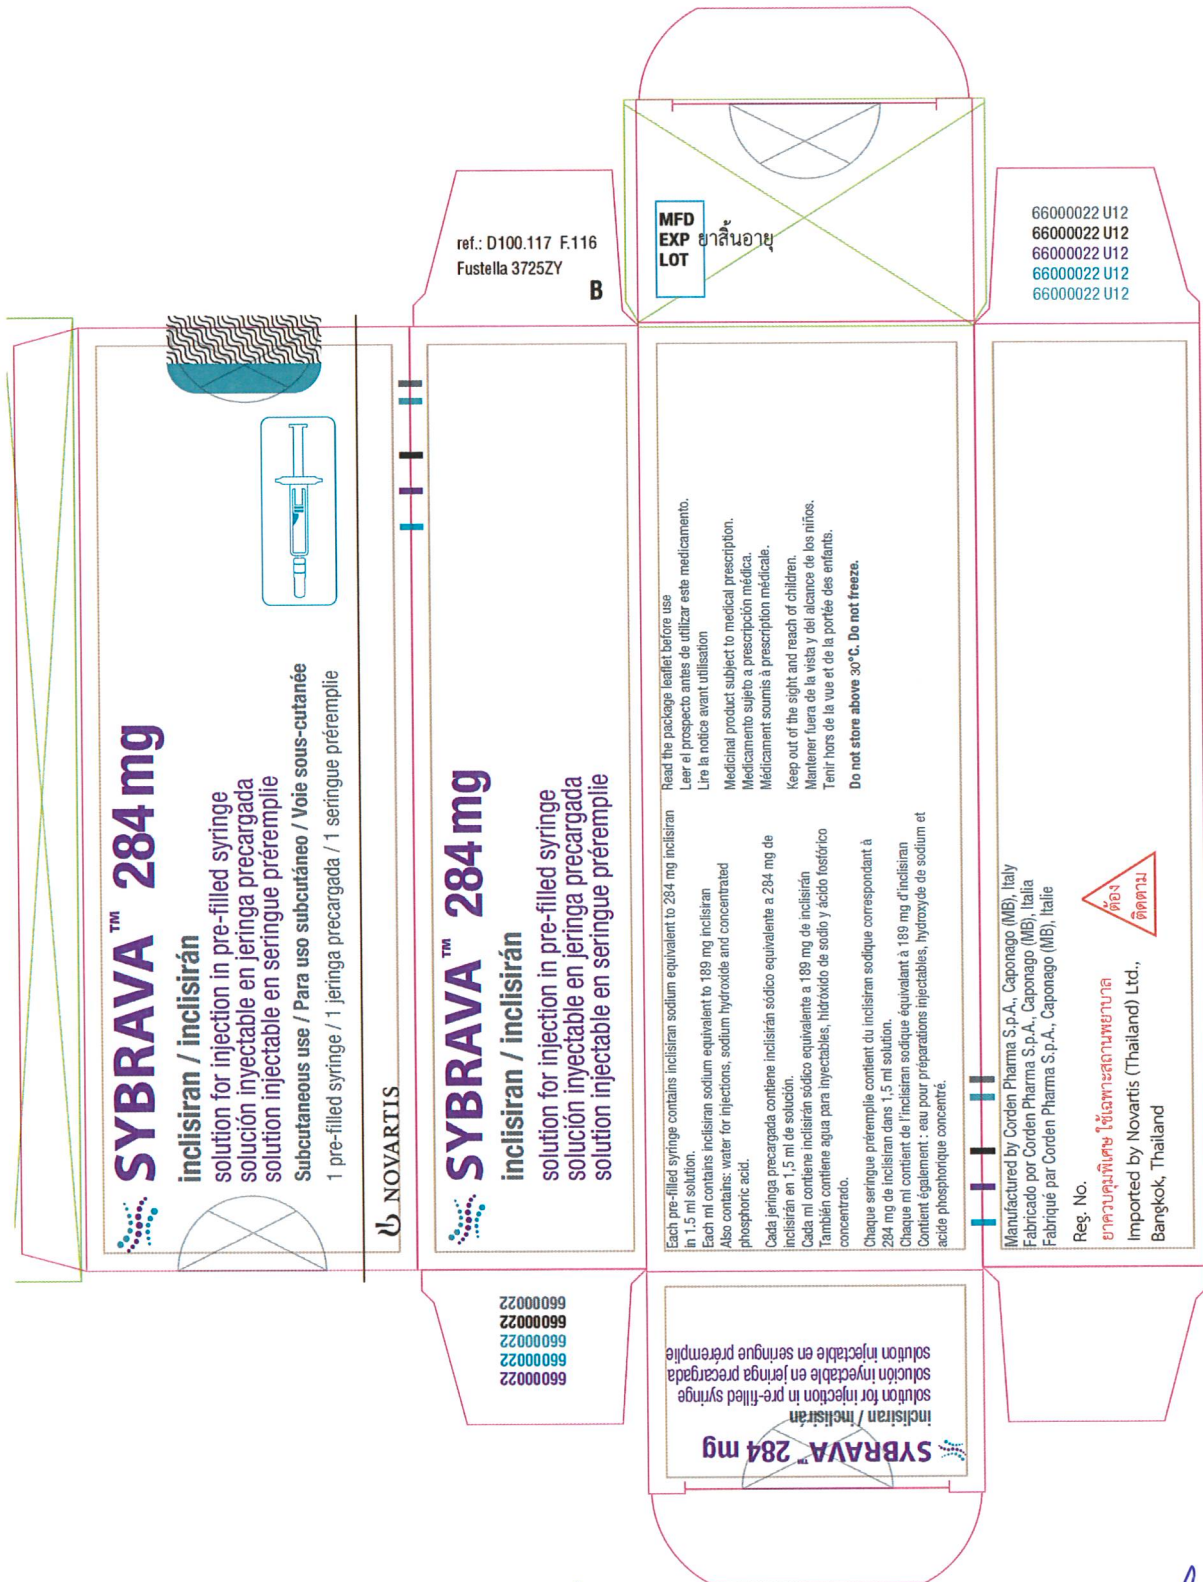 SYBRAVA™ 284 mg
inclisiran / inclisirán
solution for injection in pre-filled syringe
solución inyectable en jeringa precargada
solution injectable en seringue préremplie
Subcutaneous use / Para uso subcutáneo / Voie sous-cutanée
1 pre-filled syringe / 1 jeringa precargada / 1 seringue préremplie
NOVARTIS
ref.: D100.117 F.116
Fustella 3725ZY
B
SYBRAVA™ 284 mg
inclisiran / inclisirán
solution for injection in pre-filled syringe
solución inyectable en jeringa precargada
solution injectable en seringue préremplie
66000022
66000022
66000022
66000022
66000022
MFD
EXP ยาสิ้นอายุ
LOT
Each pre-filled syringe contains inclisiran sodium equivalent to 284 mg inclisiran
in 1.5 ml solution.
Each ml contains inclisiran sodium equivalent to 189 mg inclisiran
Also contains: water for injections, sodium hydroxide and concentrated
phosphoric acid.
Cada jeringa precargada contiene inclisirán sódico equivalente a 284 mg de
inclisirán en 1,5 ml de solución.
Cada ml contiene inclisirán sódico equivalente a 189 mg de inclisirán
También contiene agua para inyectables, hidróxido de sodio y ácido fosfórico
concentrado.
Chaque seringue préremplie contient du inclisiran sodique correspondant à
284 mg de inclisiran dans 1,5 ml solution.
Chaque ml contient de l'inclisiran sodique équivalant à 189 mg d'inclisiran
Contient également : eau pour préparations injectables, hydroxyde de sodium et
acide phosphorique concentré.
Read the package leaflet before use
Leer el prospecto antes de utilizar este medicamento.
Lire la notice avant utilisation
Medicinal product subject to medical prescription.
Medicamento sujeto a prescripción médica.
Médicament soumis à prescription médicale.
Keep out of the sight and reach of children.
Mantener fuera de la vista y del alcance de los niños.
Tenir hors de la vue et de la portée des enfants.
Do not store above 30°C. Do not freeze.
SYBRAVA™ 284 mg
inclisiran / inclisirán
solution for injection in pre-filled syringe
solución inyectable en jeringa precargada
solution injectable en seringue préremplie
66000022 U12
66000022 U12
66000022 U12
66000022 U12
66000022 U12
Manufactured by Corden Pharma S.p.A., Caponago (MB), Italy
Fabricado por Corden Pharma S.p.A., Caponago (MB), Italia
Fabriqué par Corden Pharma S.p.A., Caponago (MB), Italie
Reg. No.
ยาควบคุมพิเศษ ใช้เฉพาะสถานพยาบาล
Imported by Novartis (Thailand) Ltd.,
Bangkok, Thailand
ต้อง
ติดตาม